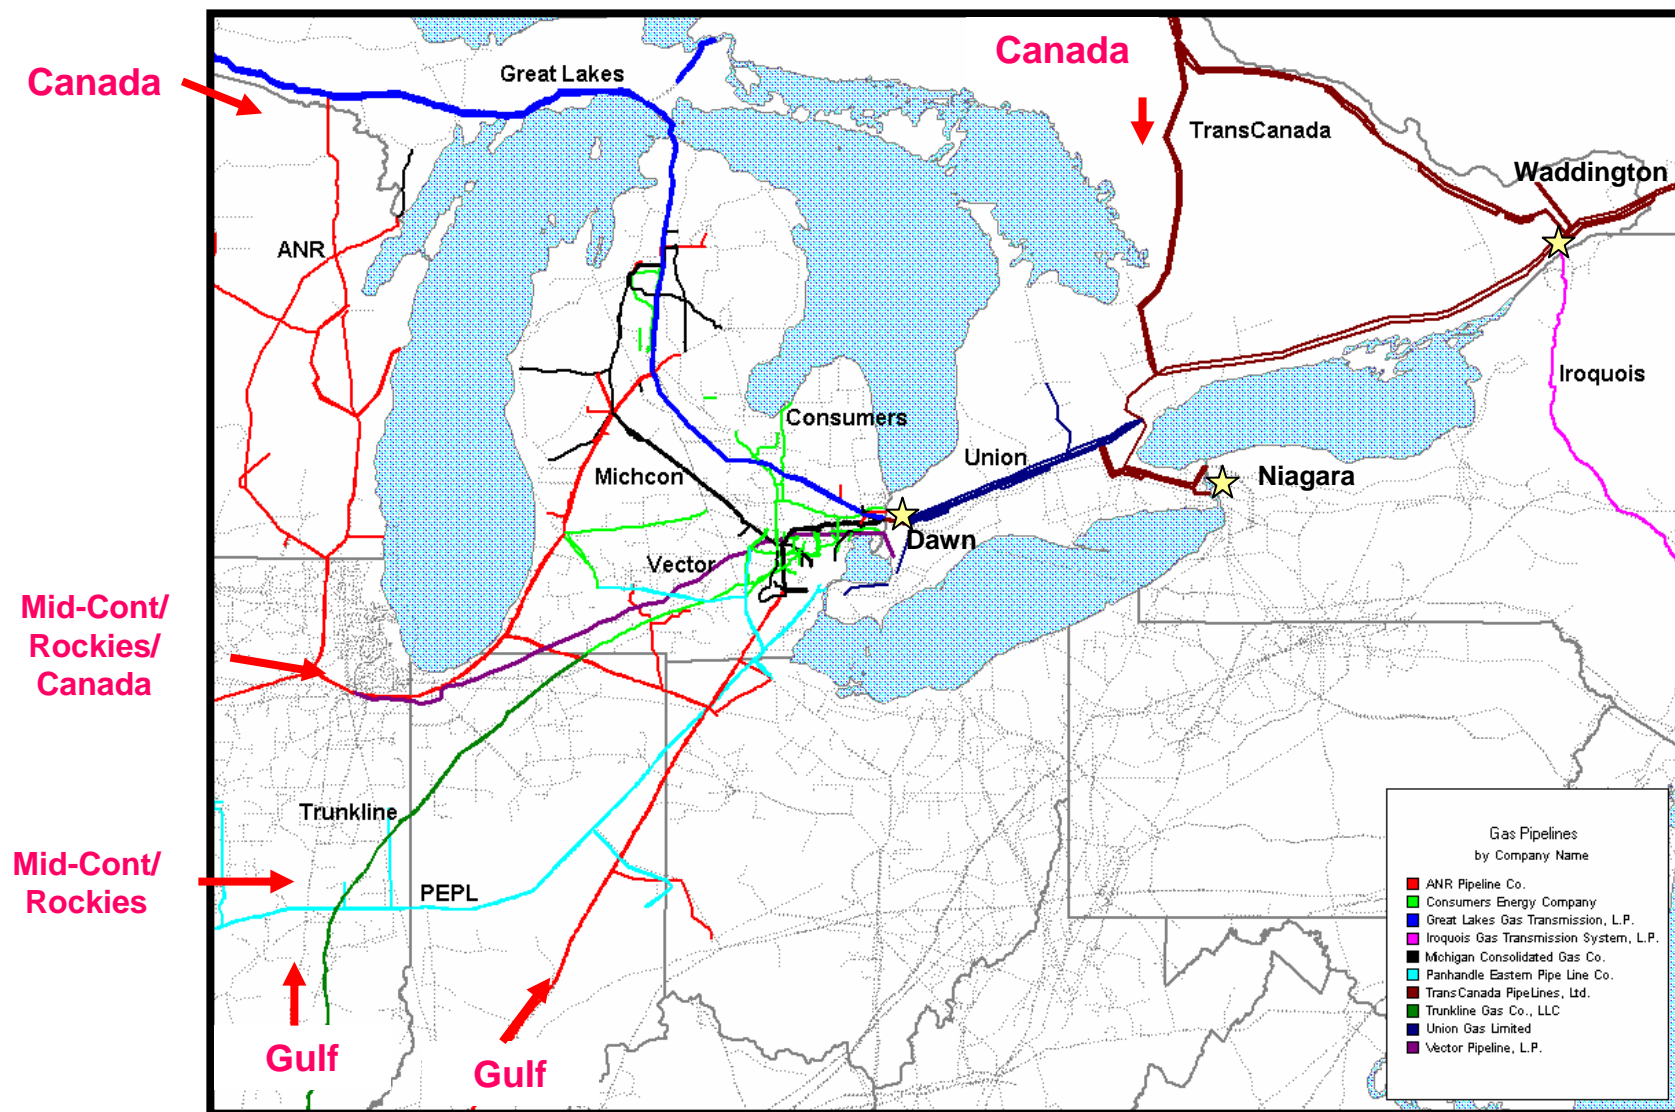 Canada
Great Lakes
Canada
TransCanada
Waddington
ANR
Iroquois
Consumers
Union
Michcon
Niagara
Dawn
Vector
Mid-Cont/
Rockies/
Canada
Trunkline
Mid-Cont/
Rockies
PEPL
Gulf
Gulf
Gas Pipelines
by Company Name
ANR Pipeline Co.
Consumers Energy Company
Great Lakes Gas Transmission, L.P.
Iroquois Gas Transmission System, L.P.
Michigan Consolidated Gas Co.
Panhandle Eastern Pipe Line Co.
TransCanada PipeLines, Ltd.
Trunkline Gas Co., LLC
Union Gas Limited
Vector Pipeline, L.P.